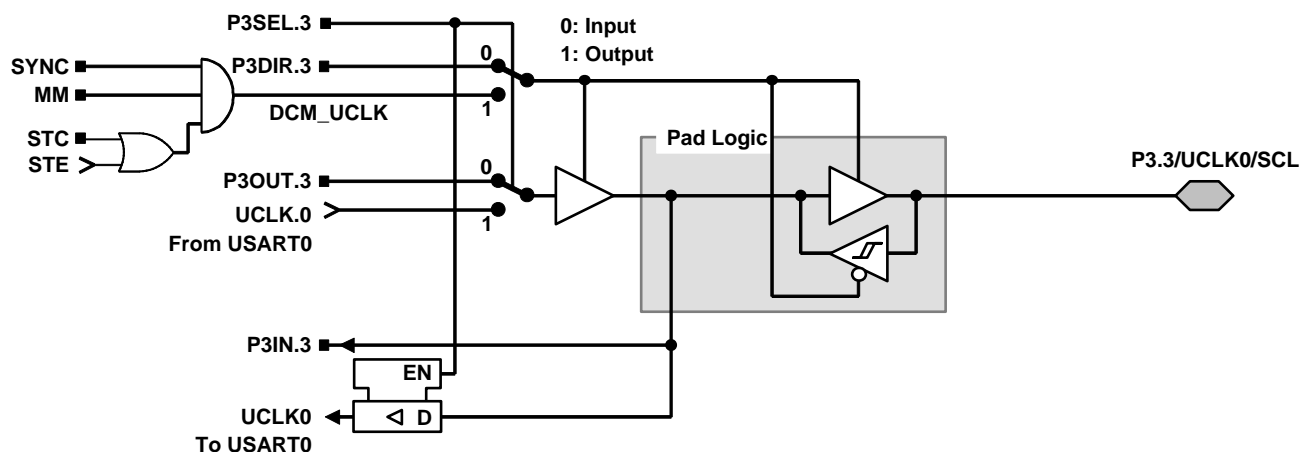 P3SEL.3
0: Input
1: Output
SYNC
P3DIR.3
0
MM
DCM_UCLK
1
Pad Logic
STC
STE
P3.3/UCLK0/SCL
P3OUT.3
0
UCLK.0
1
From USART0
P3IN.3
EN
UCLK0
D
To USART0